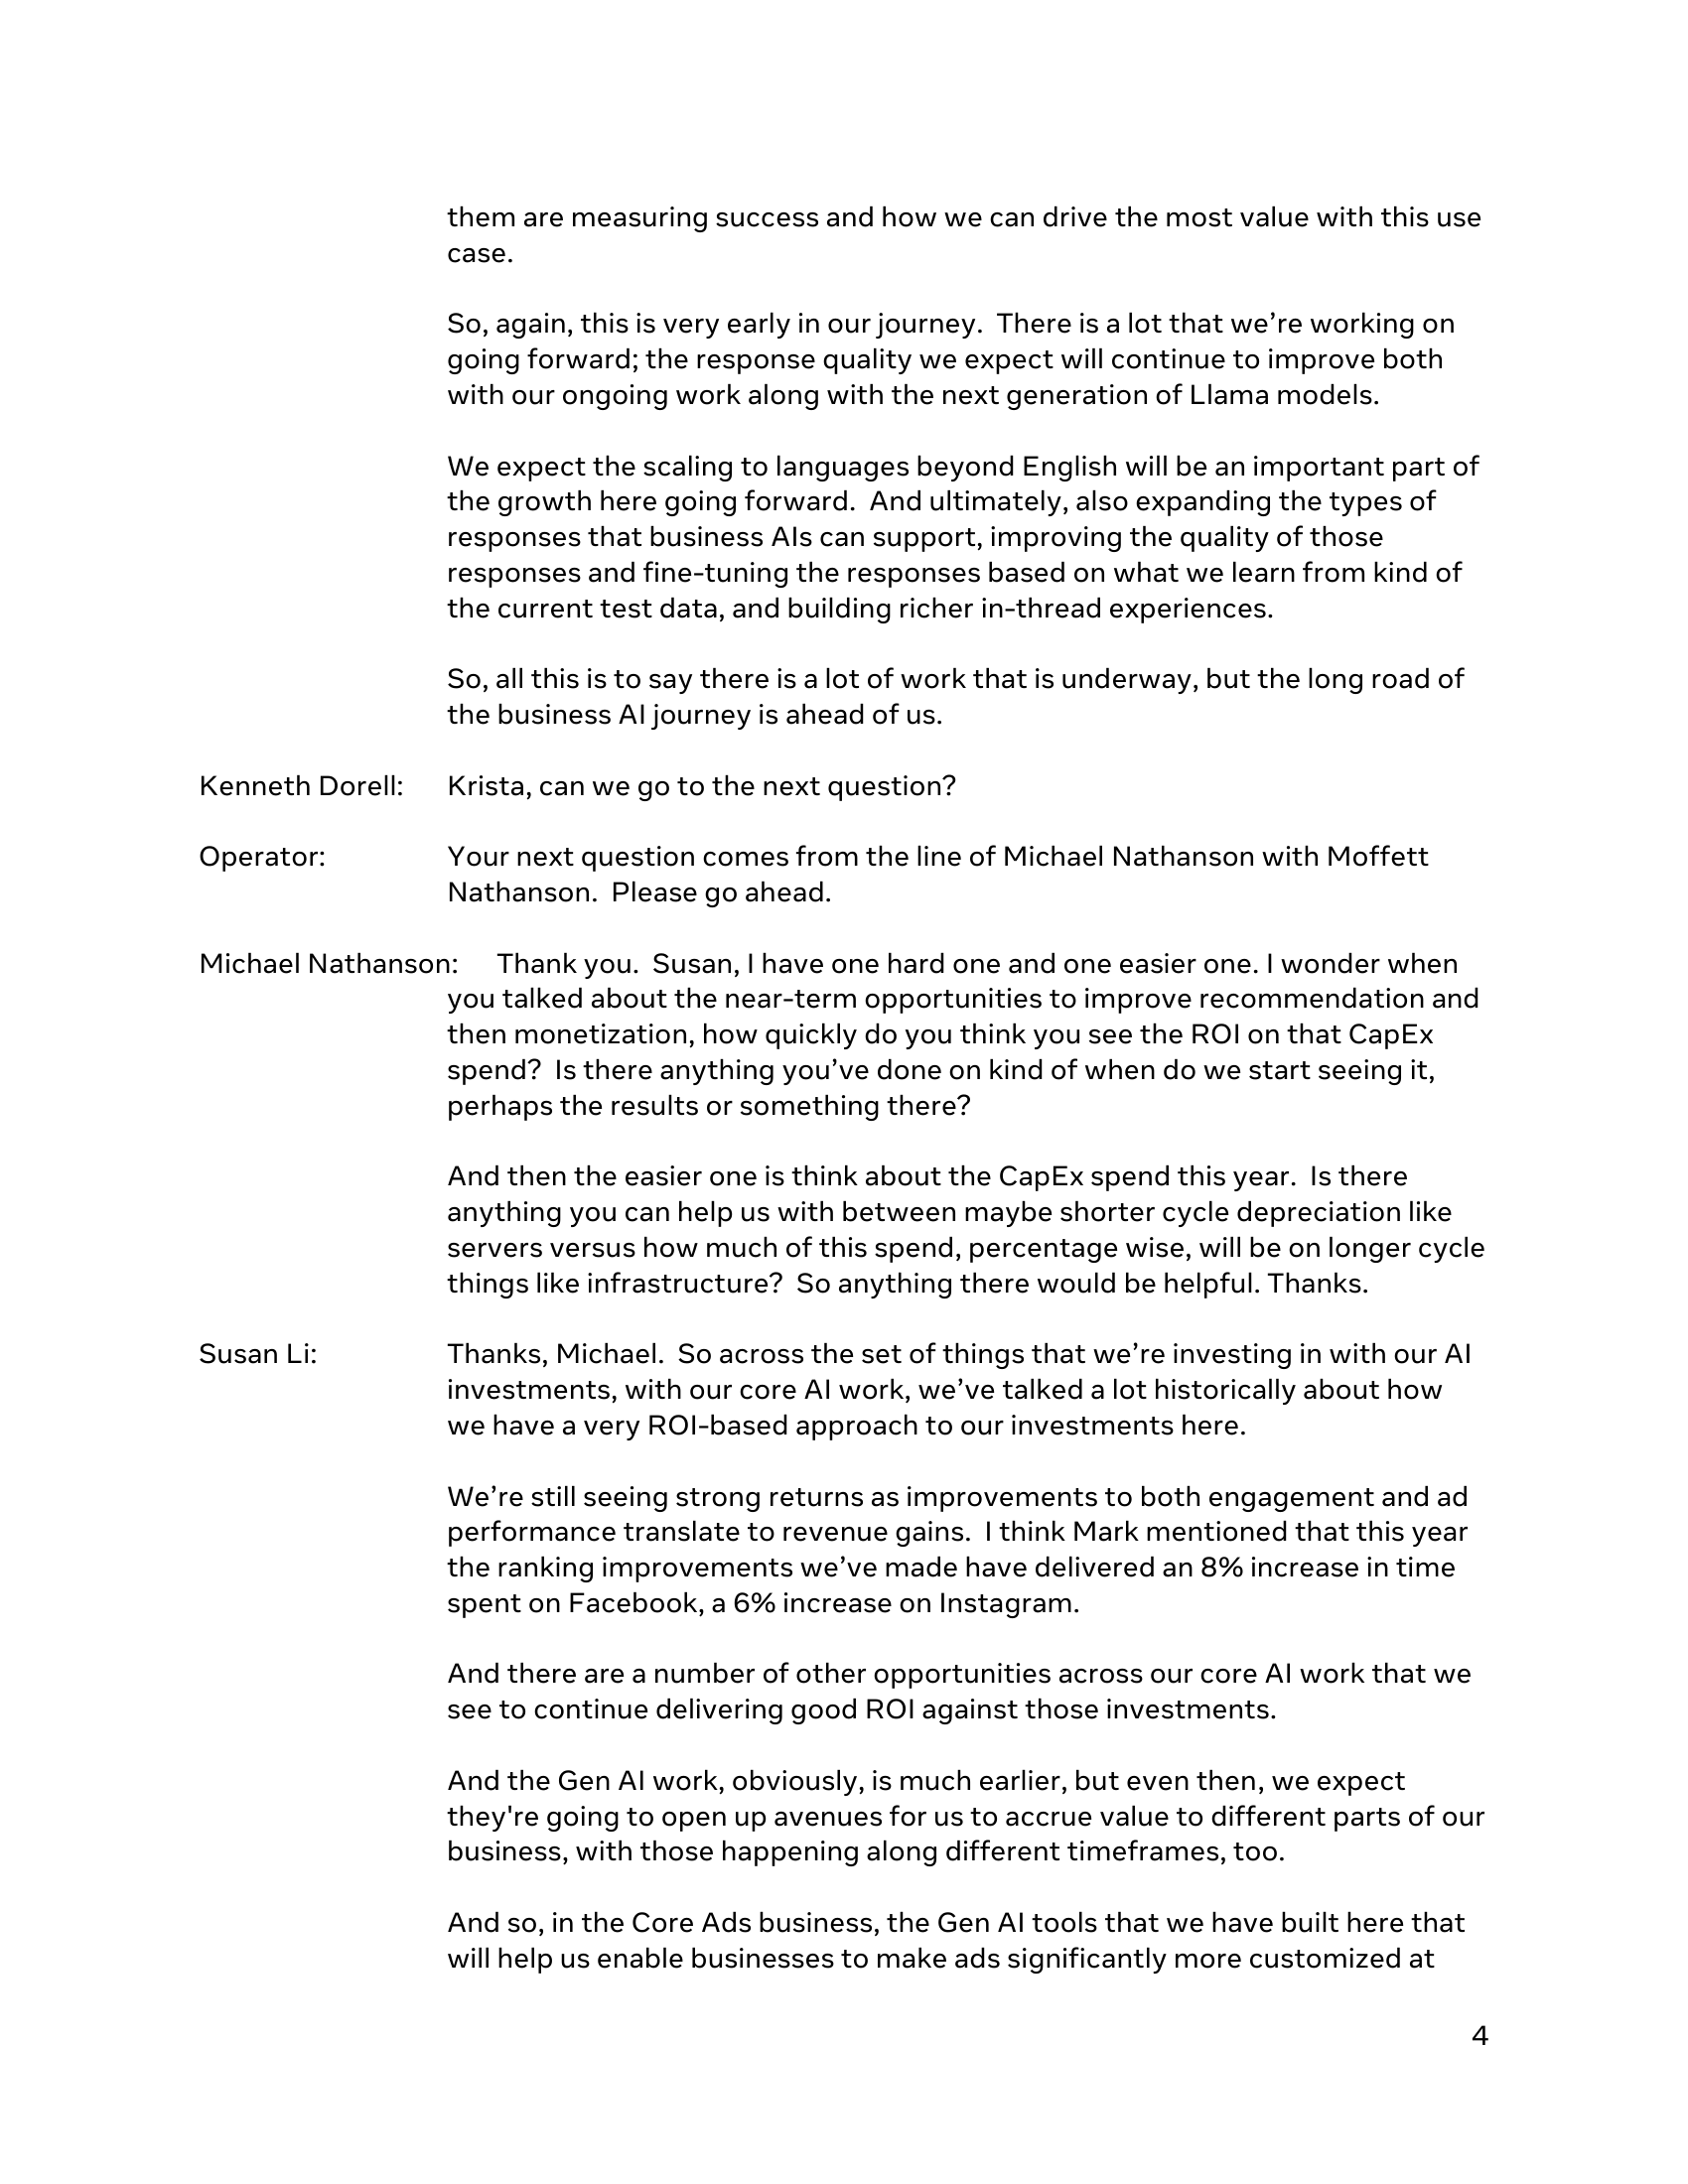 them are measuring success and how we can drive the most value with this use
case.
So, again, this is very early in our journey.  There is a lot that we’re working on
going forward; the response quality we expect will continue to improve both
with our ongoing work along with the next generation of Llama models.
We expect the scaling to languages beyond English will be an important part of
the growth here going forward.  And ultimately, also expanding the types of
responses that business AIs can support, improving the quality of those
responses and fine-tuning the responses based on what we learn from kind of
the current test data, and building richer in-thread experiences.
So, all this is to say there is a lot of work that is underway, but the long road of
the business AI journey is ahead of us.
Kenneth Dorell: Krista, can we go to the next question?
Operator: Your next question comes from the line of Michael Nathanson with Moffett
Nathanson.  Please go ahead.
Michael Nathanson: Thank you.  Susan, I have one hard one and one easier one. I wonder when
you talked about the near-term opportunities to improve recommendation and
then monetization, how quickly do you think you see the ROI on that CapEx
spend?  Is there anything you’ve done on kind of when do we start seeing it,
perhaps the results or something there?
And then the easier one is think about the CapEx spend this year.  Is there
anything you can help us with between maybe shorter cycle depreciation like
servers versus how much of this spend, percentage wise, will be on longer cycle
things like infrastructure?  So anything there would be helpful. Thanks.
Susan Li: Thanks, Michael.  So across the set of things that we’re investing in with our AI
investments, with our core AI work, we’ve talked a lot historically about how
we have a very ROI-based approach to our investments here.
We’re still seeing strong returns as improvements to both engagement and ad
performance translate to revenue gains.  I think Mark mentioned that this year
the ranking improvements we’ve made have delivered an 8% increase in time
spent on Facebook, a 6% increase on Instagram.
And there are a number of other opportunities across our core AI work that we
see to continue delivering good ROI against those investments.
And the Gen AI work, obviously, is much earlier, but even then, we expect
they're going to open up avenues for us to accrue value to different parts of our
business, with those happening along different timeframes, too.
And so, in the Core Ads business, the Gen AI tools that we have built here that
will help us enable businesses to make ads significantly more customized at
4